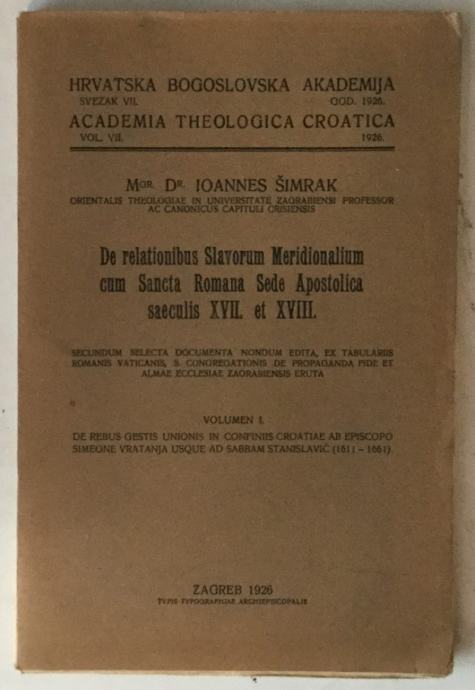 HRVATSKA BOGOSLOVSKA AKADEMIJA
SVEZAK VII. GOD. 1926.
ACADEMIA THEOLOGICA CROATICA
VOL. VII. 1926.
MGR. DR. IOANNES ŠIMRAK
ORIENTALIS THEOLOGIAE IN UNIVERSITATE ZAGRABIENSI PROFESSOR
AC CANONICUS CAPITULI CRISIENSIS
De relationibus Slavorum Meridionalium
cum Sancta Romana Sede Apostolica
saeculis XVII. et XVIII.
SECUNDUM SELECTA DOCUMENTA NONDUM EDITA, EX TABULARIIS
ROMANIS VATICANIS, S. CONGREGATIONIS DE PROPAGANDA FIDE ET
ALMAE ECCLESIAE ZAGRABIENSIS ERUTA
VOLUMEN I.
DE REBUS GESTIS UNIONIS IN CONFINIIS CROATIAE AB EPISCOPO
SIMEONE VRATANJA USQUE AD SABBAM STANISLAVIĆ (1611 – 1661)
ZAGREB 1926
TYPIS TYPOGRAPHIAE ARCHIEPISCOPALIS